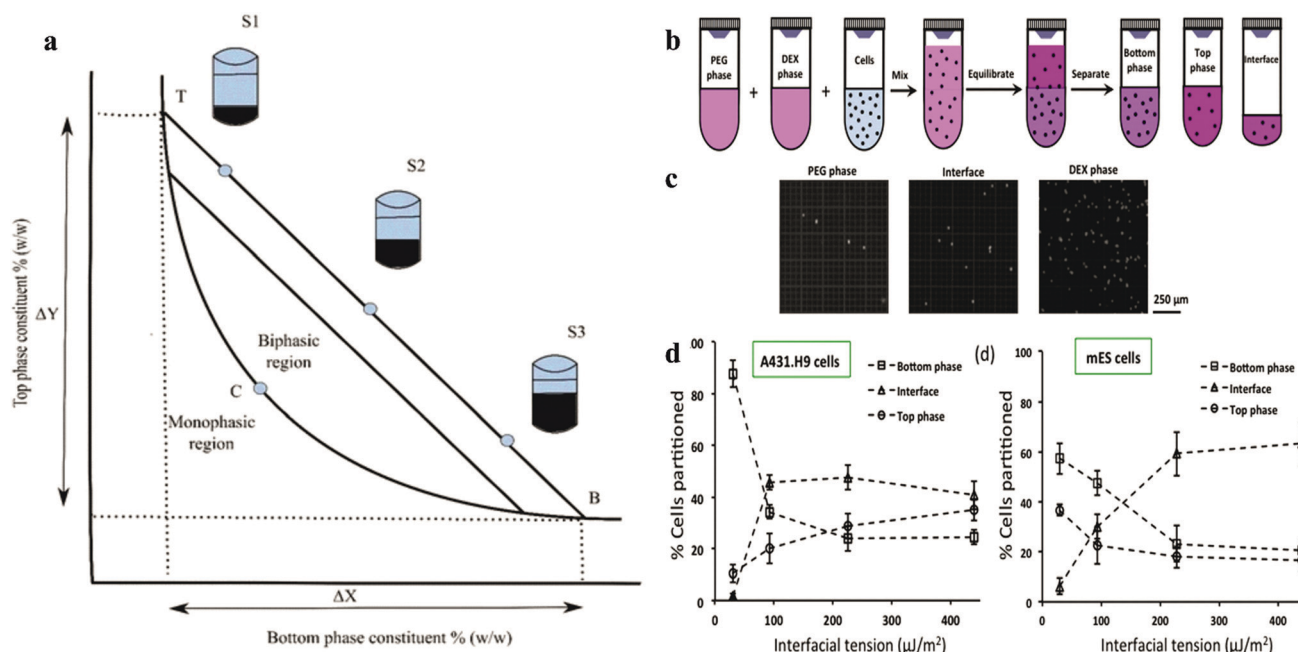 a
S1
T
S2
S3
Top phase constituent % (w/w)
ΔY
Biphasic
region
C
Monophasic
region
B
ΔX
Bottom phase constituent % (w/w)
b
PEG
phase
+
DEX
phase
+
Cells
Mix
Equilibrate
Separate
Bottom
phase
Top
phase
Interface
c
PEG phase
Interface
DEX phase
250 μm
d
A431.H9 cells
Bottom phase
Interface
Top phase
% Cells partitioned
00
80
60
40
20
0
0
100
200
300
400
Interfacial tension (μJ/m²)
(d)
mES cells
Bottom phase
Interface
Top phase
% Cells partitioned
100
80
60
40
20
0
0
100
200
300
400
Interfacial tension (μJ/m²)